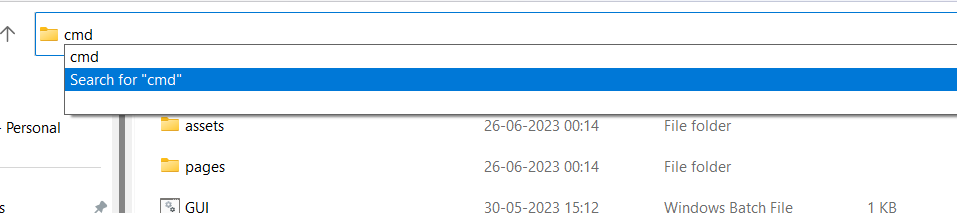 cmd
cmd
Search for "cmd"
- Personal
assets 26-06-2023 00:14 File folder
pages 26-06-2023 00:14 File folder
GUI 30-05-2023 15:12 Windows Batch File 1 KB